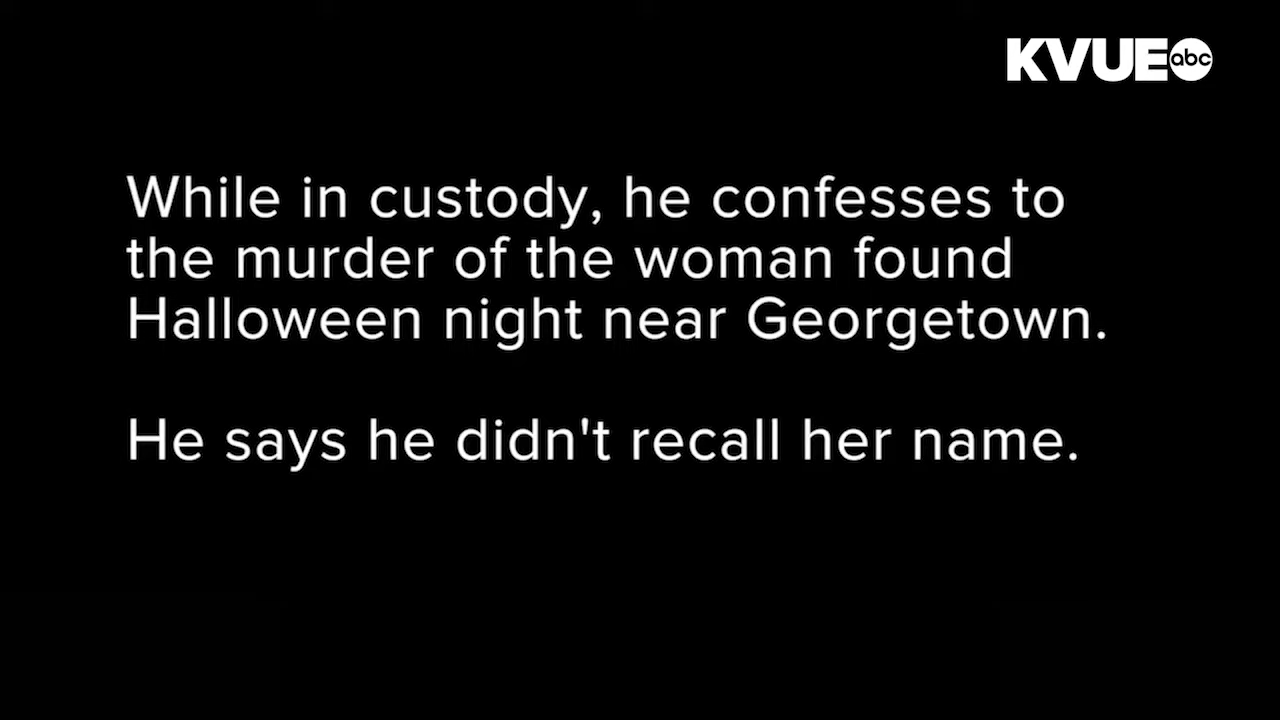 KVUE abc
While in custody, he confesses to
the murder of the woman found
Halloween night near Georgetown.
He says he didn't recall her name.